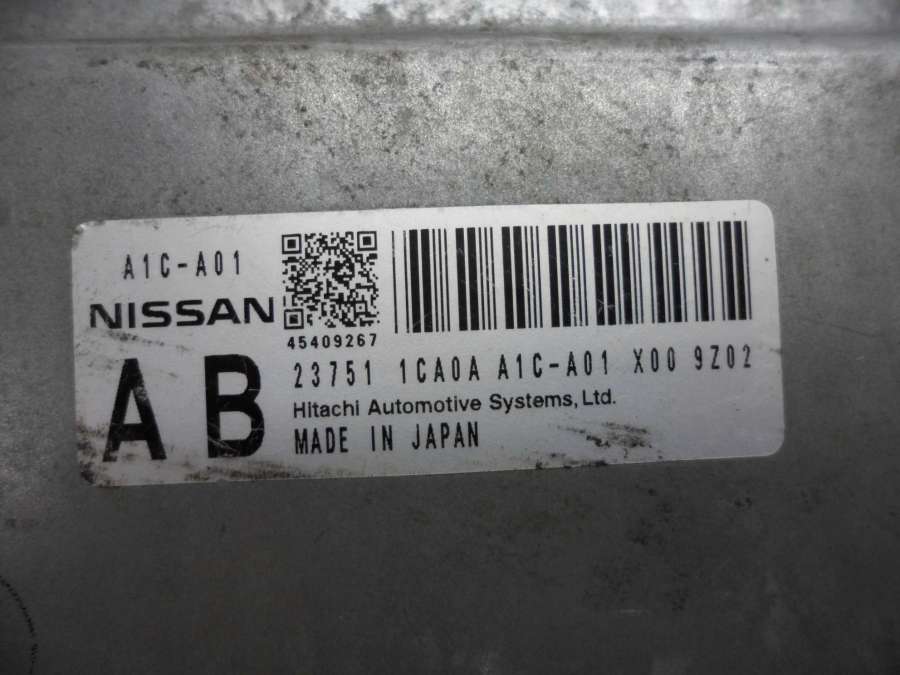 A1C-A01
NISSAN
45409267
AB
23751 1CA0A A1C-A01 X00 9Z02
Hitachi Automotive Systems, Ltd.
MADE IN JAPAN